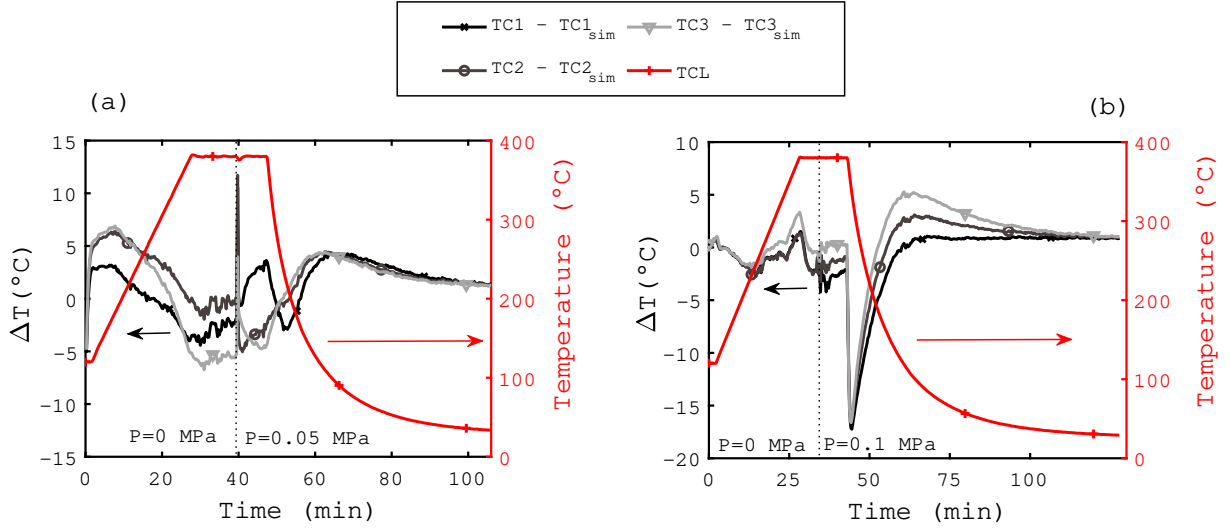 TC1 - TC1sim
TC3 - TC3sim
TC2 - TC2sim
TCL
(a)
(b)
15
10
5
0
-5
-10
-15
ΔT(°C)
400
300
200
100
0
Temperature (°C)
P=0 MPa
P=0.05 MPa
0
20
40
60
80
100
Time (min)
10
5
0
-5
-10
-15
-20
ΔT(°C)
400
300
200
100
0
Temperature (°C)
P=0 MPa
P=0.1 MPa
0
25
50
75
100
Time (min)